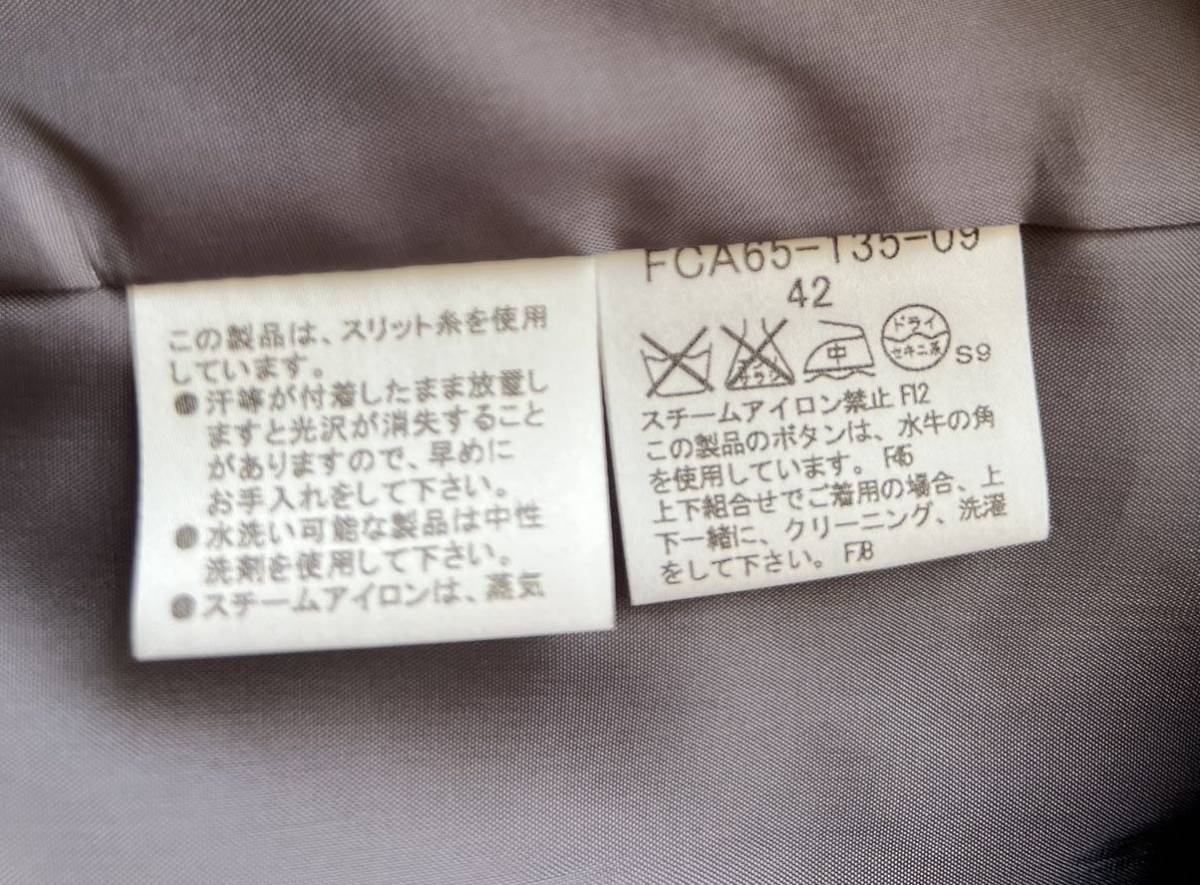 この製品は、スリット糸を使用
しています。
●汗等が付着したまま放置し
ますと光沢が消失すること
がありますので、早めに
お手入れをして下さい。
●水洗い可能な製品は中性
洗剤を使用して下さい。
●スチームアイロンは、蒸気
FCA65-135-09
42
エンソ
サラシ
中
ドライ
セキユ系
S9
スチームアイロン禁止 F12
この製品のボタンは、水牛の角
を使用しています。 F45
上下組合せでご着用の場合、上
下一緒に、クリーニング、洗濯
をして下さい。 F78